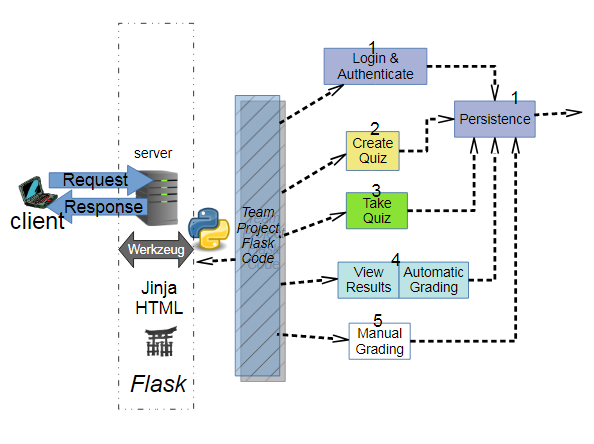 1
Login &
Authenticate
1
Persistence
2
Create
Quiz
server
Request
Response
client
3
Take
Quiz
Team
Project
Flask
Code
Werkzeug
4
View
Results
Automatic
Grading
Jinja
HTML
5
Manual
Grading
Flask